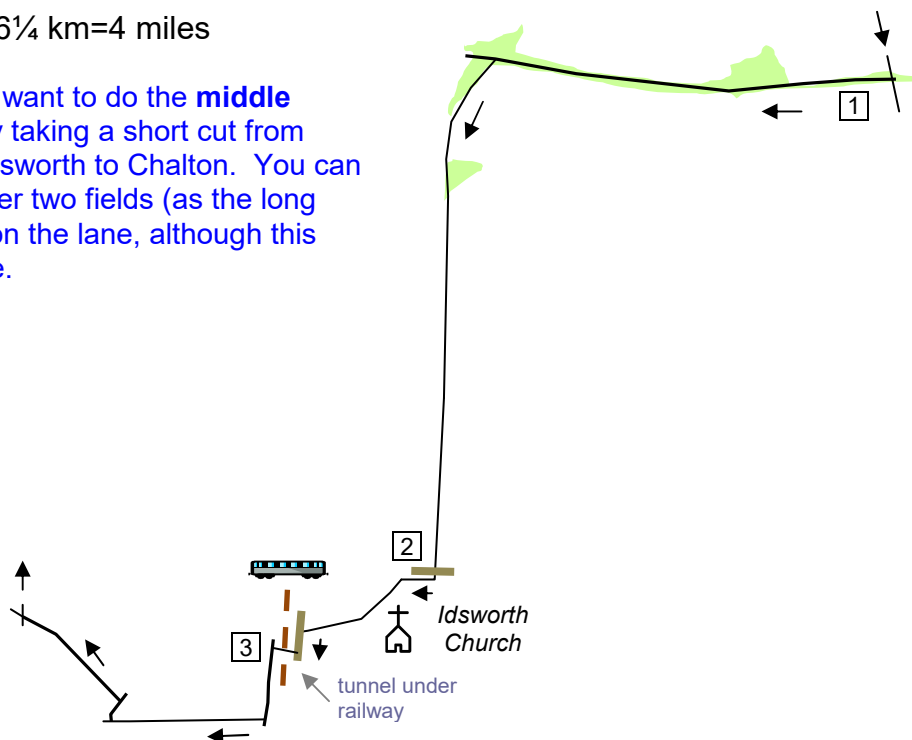 6¼ km=4 miles
want to do the middle
taking a short cut from
sworth to Chalton. You can
er two fields (as the long
on the lane, although this
1
2
Idsworth
Church
3
tunnel under
railway